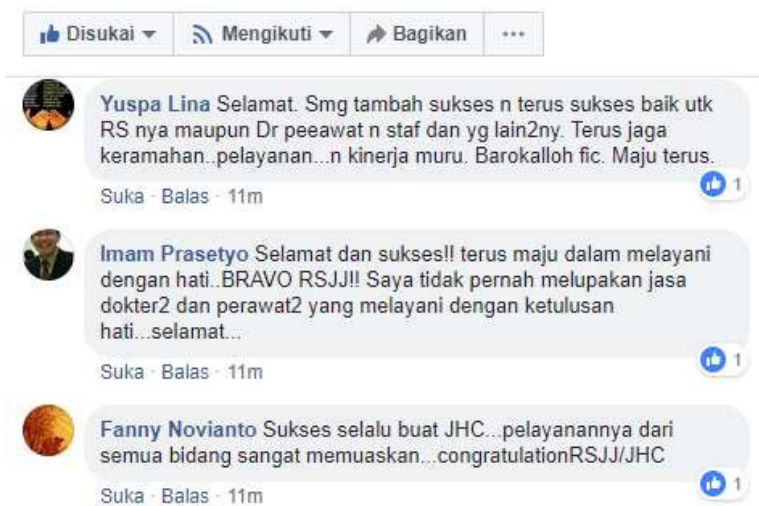 Disukai Mengikuti Bagikan ...
Yuspa Lina Selamat. Smg tambah sukses n terus sukses baik utk
RS nya maupun Dr peeawat n staf dan yg lain2ny. Terus jaga
keramahan..pelayanan...n kinerja muru. Barokalloh fic. Maju terus.
1
Suka · Balas · 11m
Imam Prasetyo Selamat dan sukses!! terus maju dalam melayani
dengan hati..BRAVO RSJJ!! Saya tidak pernah melupakan jasa
dokter2 dan perawat2 yang melayani dengan ketulusan
hati...selamat...
1
Suka · Balas · 11m
Fanny Novianto Sukses selalu buat JHC...pelayanannya dari
semua bidang sangat memuaskan...congratulationRSJJ/JHC
1
Suka · Balas · 11m